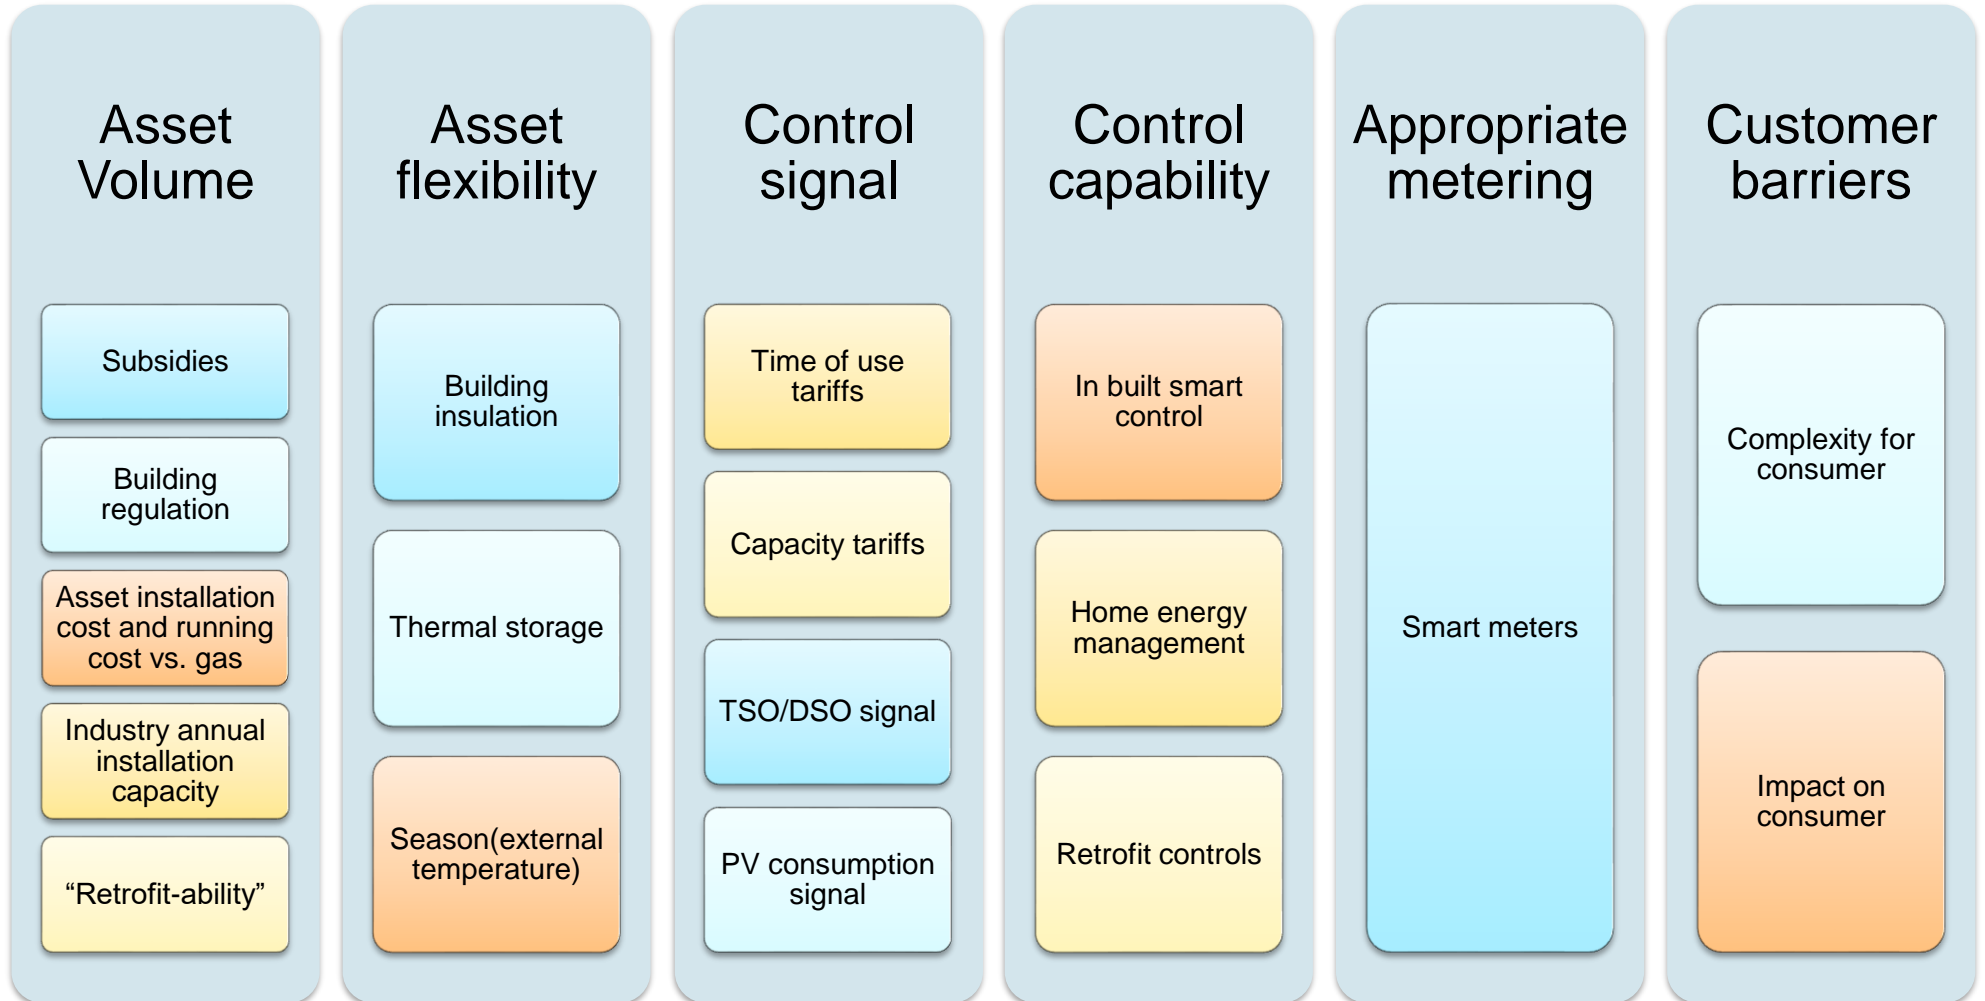 Asset
Volume
Subsidies
Building
regulation
Asset installation
cost and running
cost vs. gas
Industry annual
installation
capacity
“Retrofit-ability”
Asset
flexibility
Building
insulation
Thermal storage
Season(external
temperature)
Control
signal
Time of use
tariffs
Capacity tariffs
TSO/DSO signal
PV consumption
signal
Control
capability
In built smart
control
Home energy
management
Retrofit controls
Appropriate
metering
Smart meters
Customer
barriers
Complexity for
consumer
Impact on
consumer